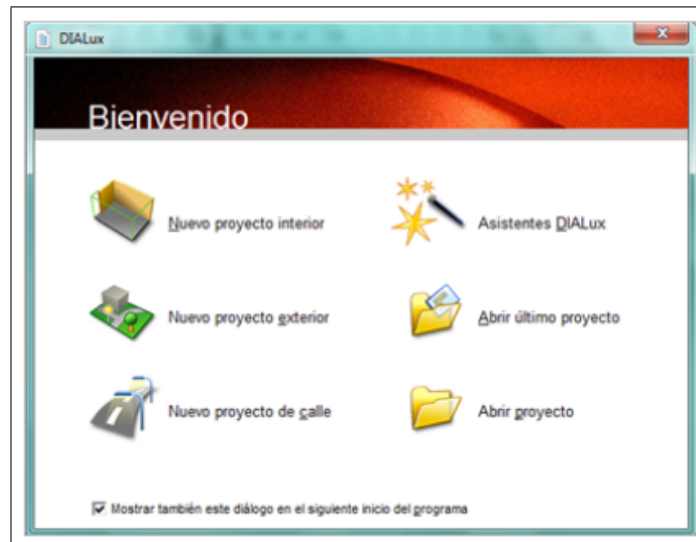 DIALux
Bienvenido
Nuevo proyecto interior
Asistentes DIALux
Nuevo proyecto exterior
Abrir último proyecto
Nuevo proyecto de calle
Abrir proyecto
Mostrar también este diálogo en el siguiente inicio del programa